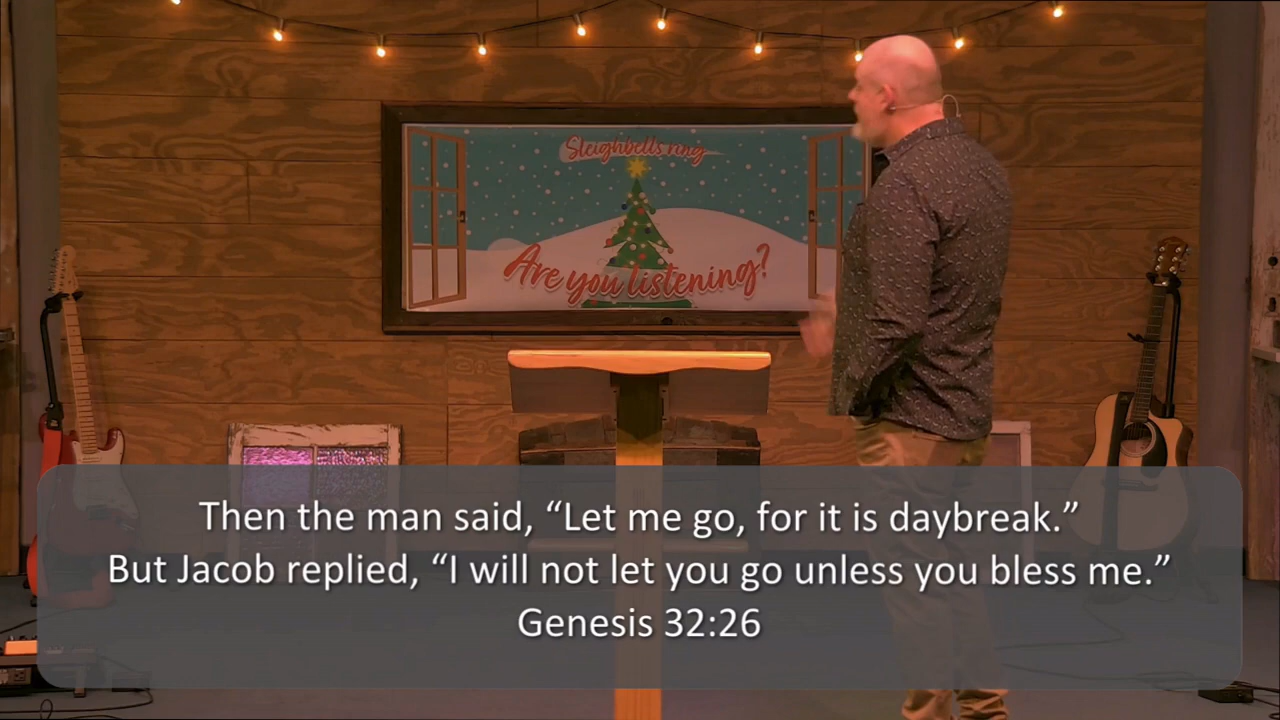 Sleighbells ring
Are you listening?
Then the man said, “Let me go, for it is daybreak.”
But Jacob replied, “I will not let you go unless you bless me.”
Genesis 32:26